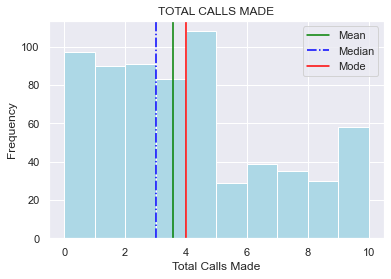 TOTAL CALLS MADE
Mean
Median
Mode
Frequency
100
80
60
40
20
0
0 2 4 6 8 10
Total Calls Made